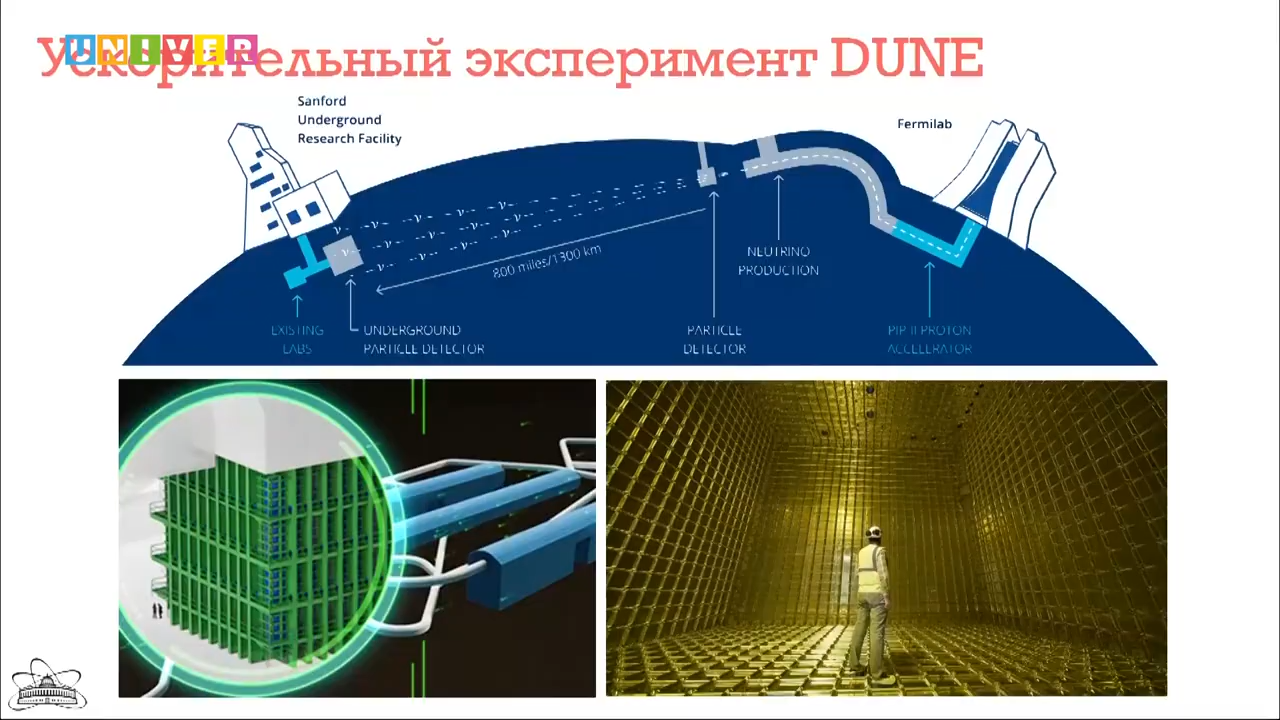 UNIVER
Ускорительный эксперимент DUNE
Sanford
Underground
Research Facility
Fermilab
800 miles/1300 km
NEUTRINO
PRODUCTION
EXISTING
LABS
UNDERGROUND
PARTICLE DETECTOR
PARTICLE
DETECTOR
PIP II PROTON
ACCELERATOR